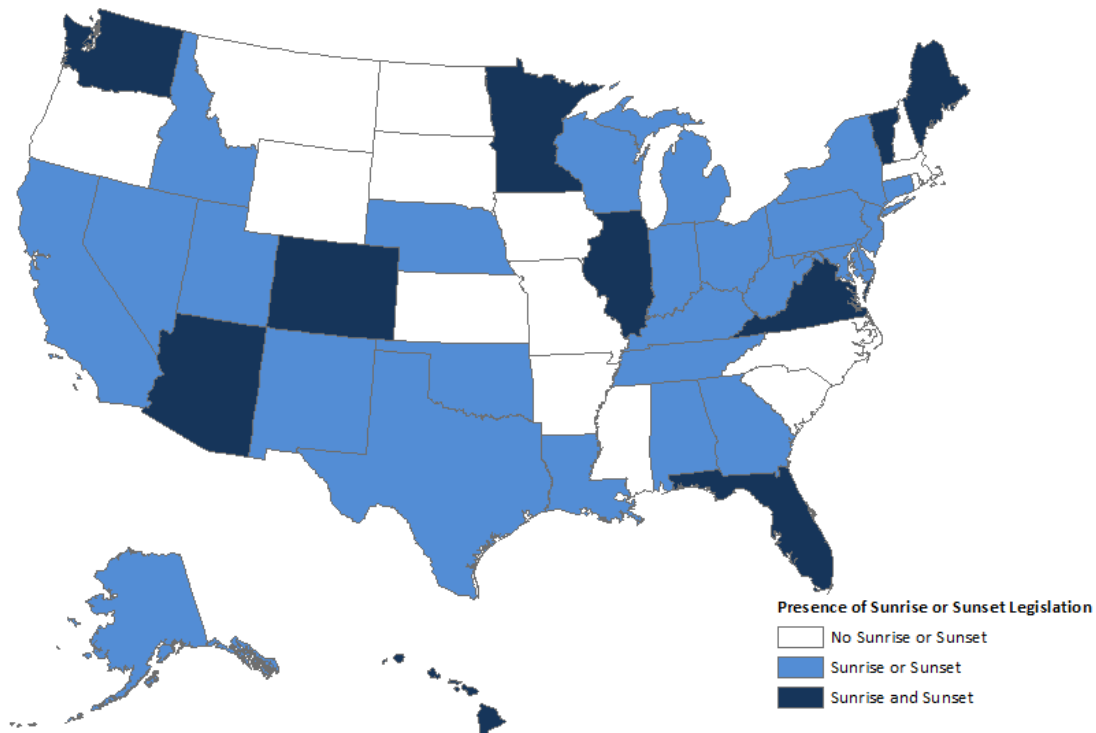 Presence of Sunrise or Sunset Legislation
No Sunrise or Sunset
Sunrise or Sunset
Sunrise and Sunset